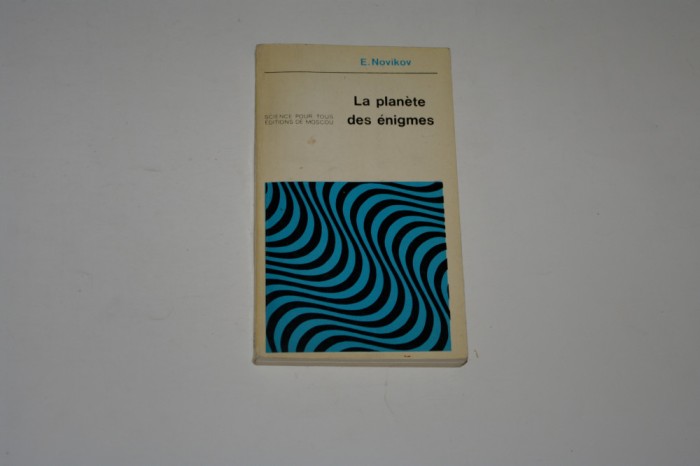 E. Novikov
La planète
des énigmes
SCIENCE POUR TOUS
ÉDITIONS DE MOSCOU